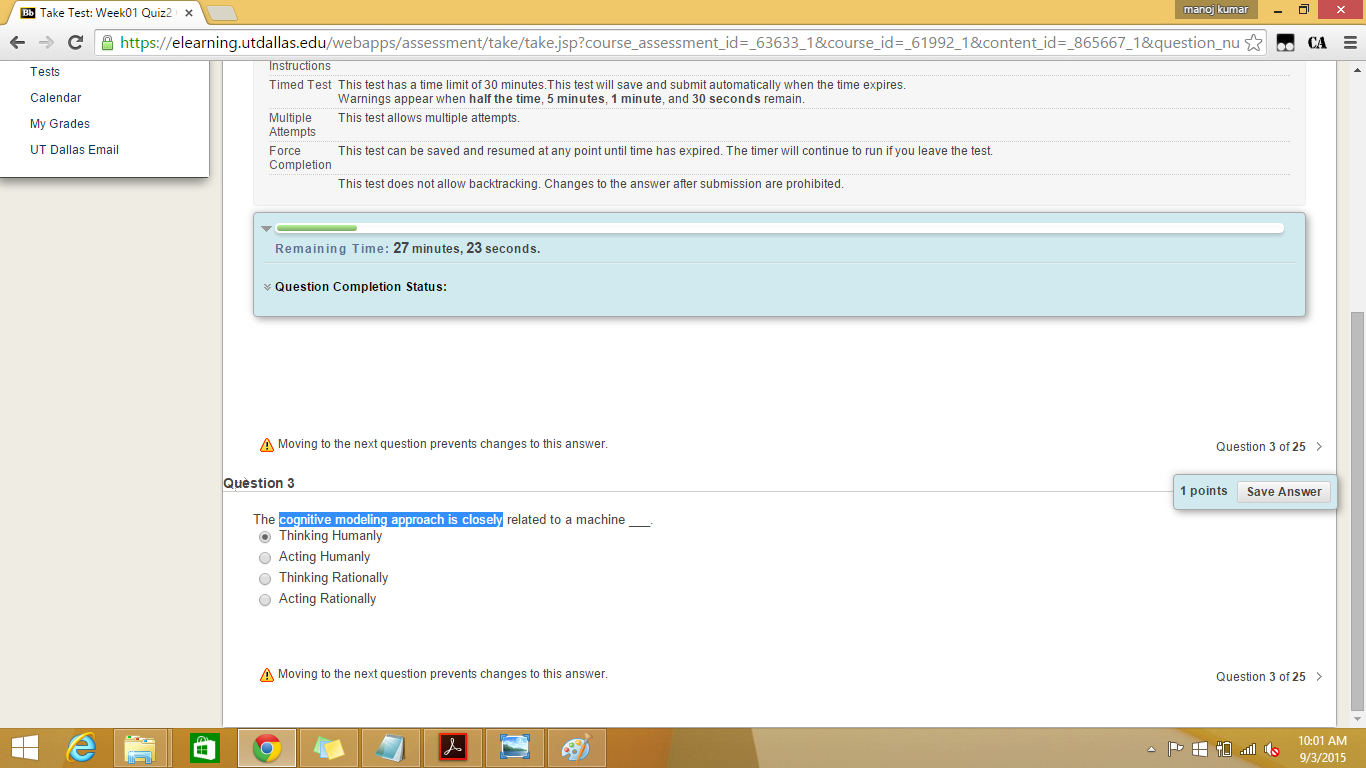 Take Test: Week01 Quiz2
manoj kumar
https://elearning.utdallas.edu/webapps/assessment/take/take.jsp?course_assessment_id=_63633_1&course_id=_61992_1&content_id=_865667_1&question_nu
CA
Tests
Calendar
My Grades
UT Dallas Email
Instructions
Timed Test This test has a time limit of 30 minutes.This test will save and submit automatically when the time expires.
Warnings appear when half the time, 5 minutes, 1 minute, and 30 seconds remain.
Multiple This test allows multiple attempts.
Attempts
Force This test can be saved and resumed at any point until time has expired. The timer will continue to run if you leave the test.
Completion
This test does not allow backtracking. Changes to the answer after submission are prohibited.
Remaining Time: 27 minutes, 23 seconds.
Question Completion Status:
Moving to the next question prevents changes to this answer.
Question 3 of 25
Question 3
1 points Save Answer
The cognitive modeling approach is closely related to a machine ___.
Thinking Humanly
Acting Humanly
Thinking Rationally
Acting Rationally
Moving to the next question prevents changes to this answer.
Question 3 of 25
10:01 AM
9/3/2015